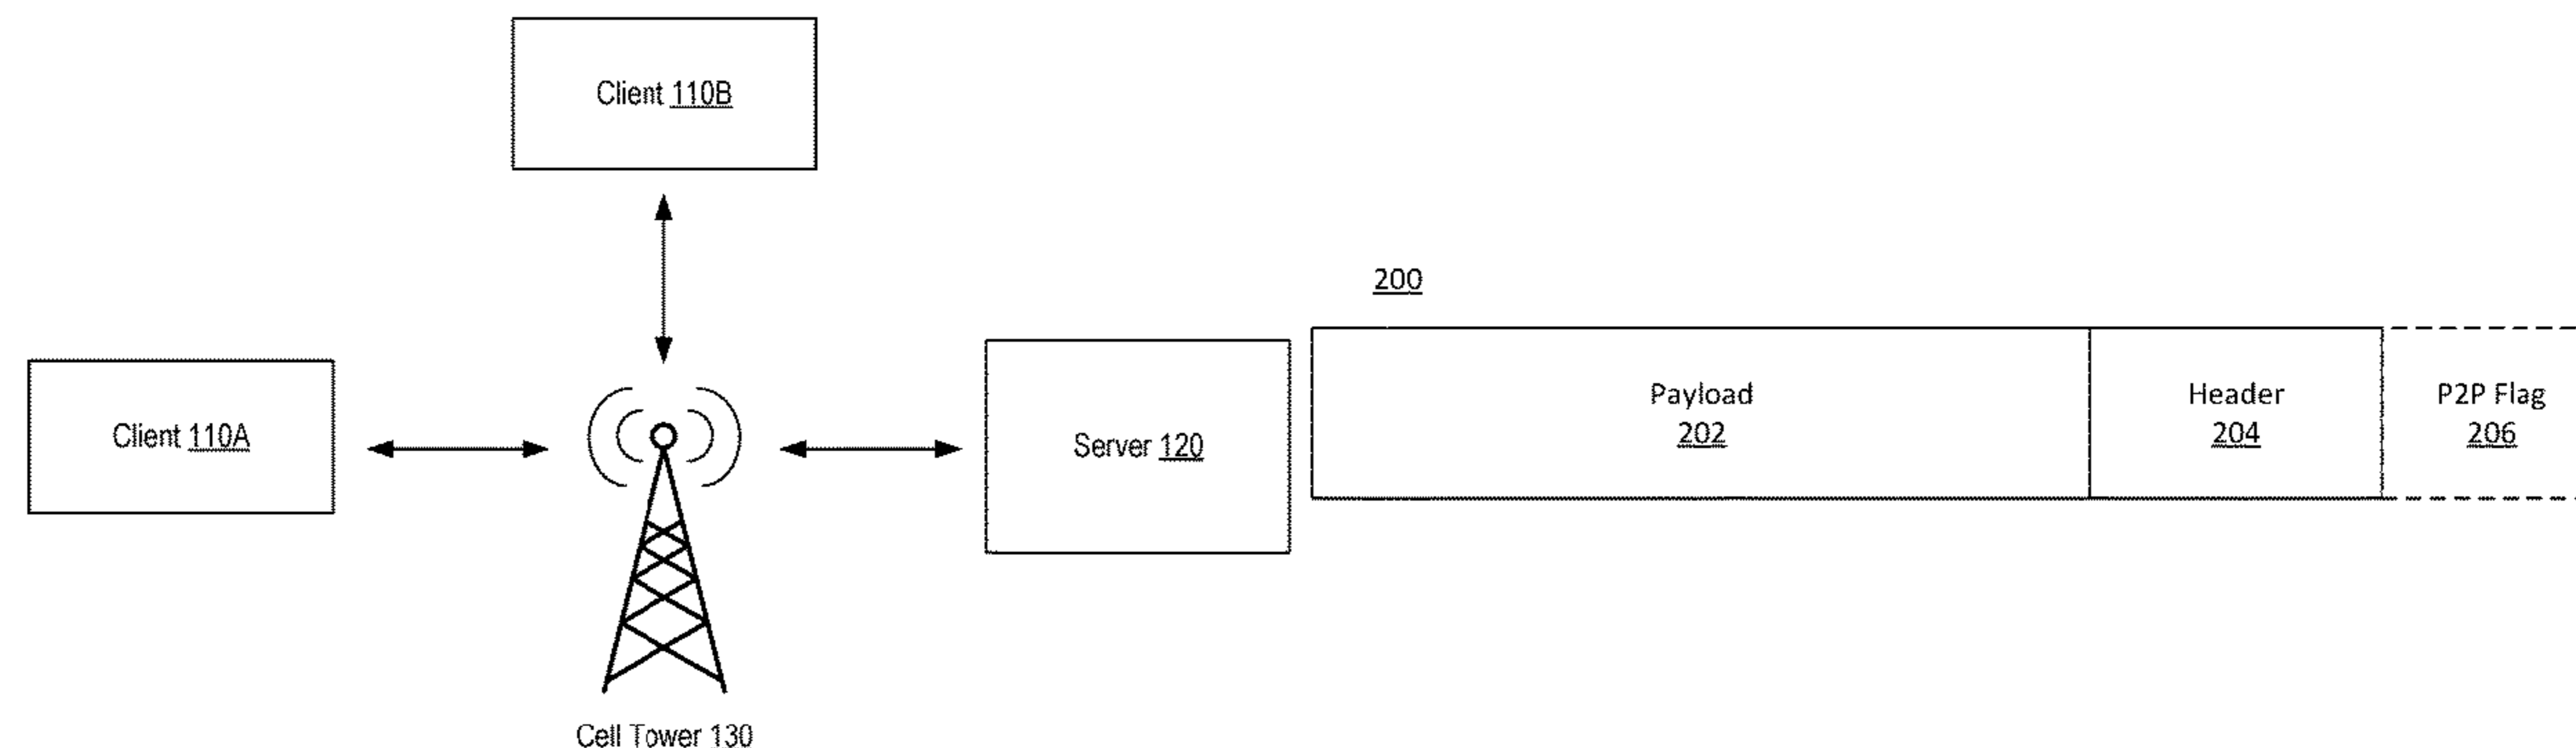 Client 110B
200
Client 110A
Server 120
Payload
202
Header
204
P2P Flag
206
Cell Tower 130